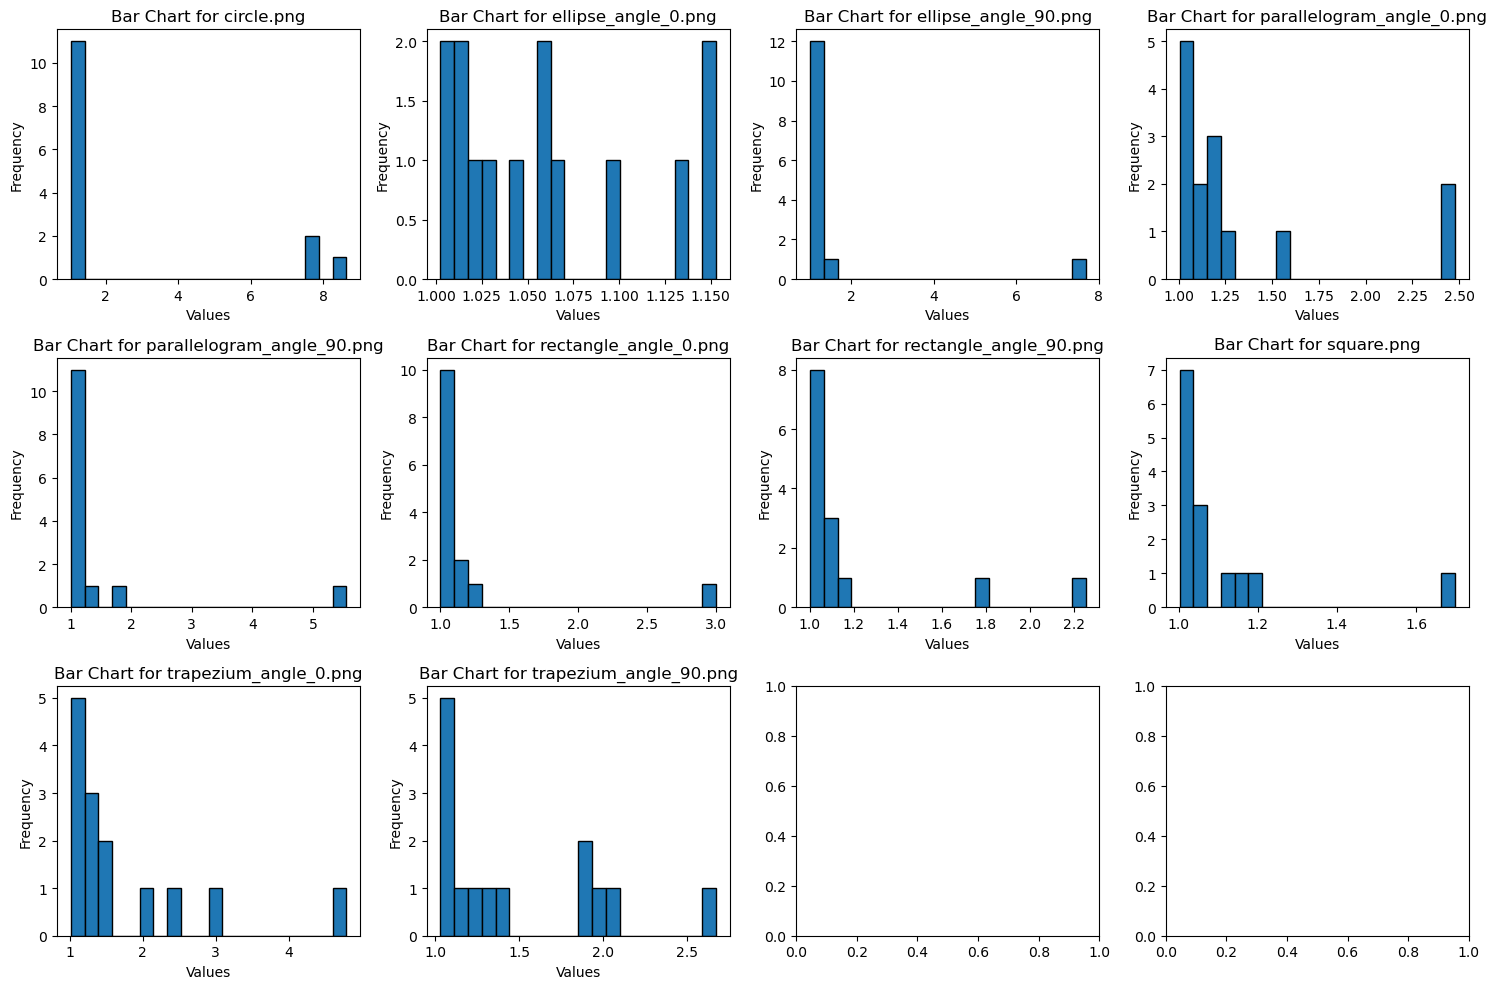 Bar Chart for circle.png
Bar Chart for ellipse_angle_0.png
Bar Chart for ellipse_angle_90.png
Bar Chart for parallelogram_angle_0.png
Frequency
10
8
6
4
2
0
2 4 6 8
Values
Frequency
2.0
1.5
1.0
0.5
0.0
1.000 1.025 1.050 1.075 1.100 1.125 1.150
Values
Frequency
12
10
8
6
4
2
0
2 4 6 8
Values
Frequency
5
4
3
2
1
0
1.00 1.25 1.50 1.75 2.00 2.25 2.50
Values
Bar Chart for parallelogram_angle_90.png
Bar Chart for rectangle_angle_0.png
Bar Chart for rectangle_angle_90.png
Bar Chart for square.png
Frequency
10
8
6
4
2
0
1 2 3 4 5
Values
Frequency
10
8
6
4
2
0
1.0 1.5 2.0 2.5 3.0
Values
Frequency
8
6
4
2
0
1.0 1.2 1.4 1.6 1.8 2.0 2.2
Values
Frequency
7
6
5
4
3
2
1
0
1.0 1.2 1.4 1.6
Values
Bar Chart for trapezium_angle_0.png
Bar Chart for trapezium_angle_90.png
Frequency
5
4
3
2
1
0
1 2 3 4
Values
Frequency
5
4
3
2
1
0
1.0 1.5 2.0 2.5
Values
1.0
0.8
0.6
0.4
0.2
0.0
0.0 0.2 0.4 0.6 0.8 1.0
1.0
0.8
0.6
0.4
0.2
0.0
0.0 0.2 0.4 0.6 0.8 1.0